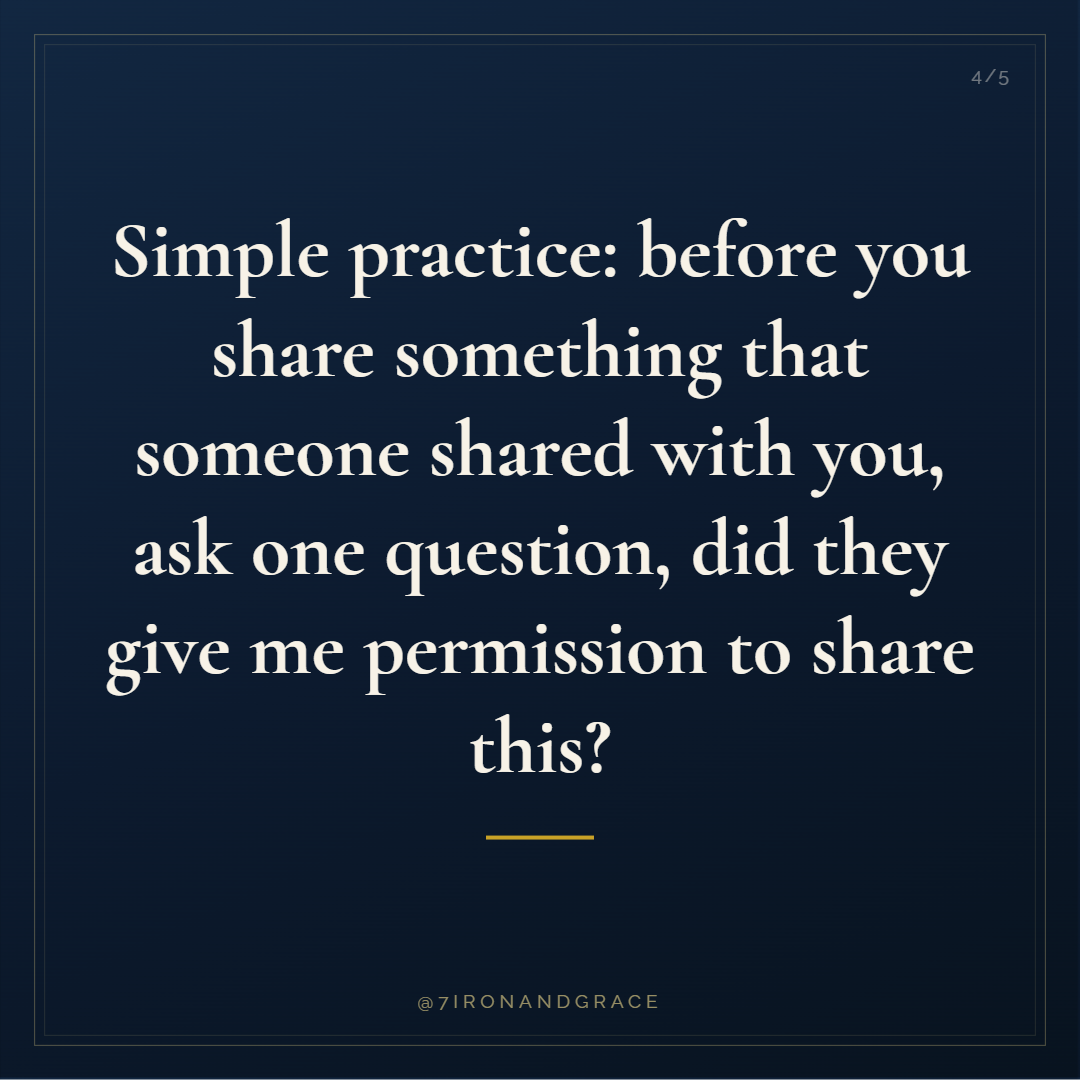 4/5
Simple practice: before you
share something that
someone shared with you,
ask one question, did they
give me permission to share
this?
@7IRONANDGRACE